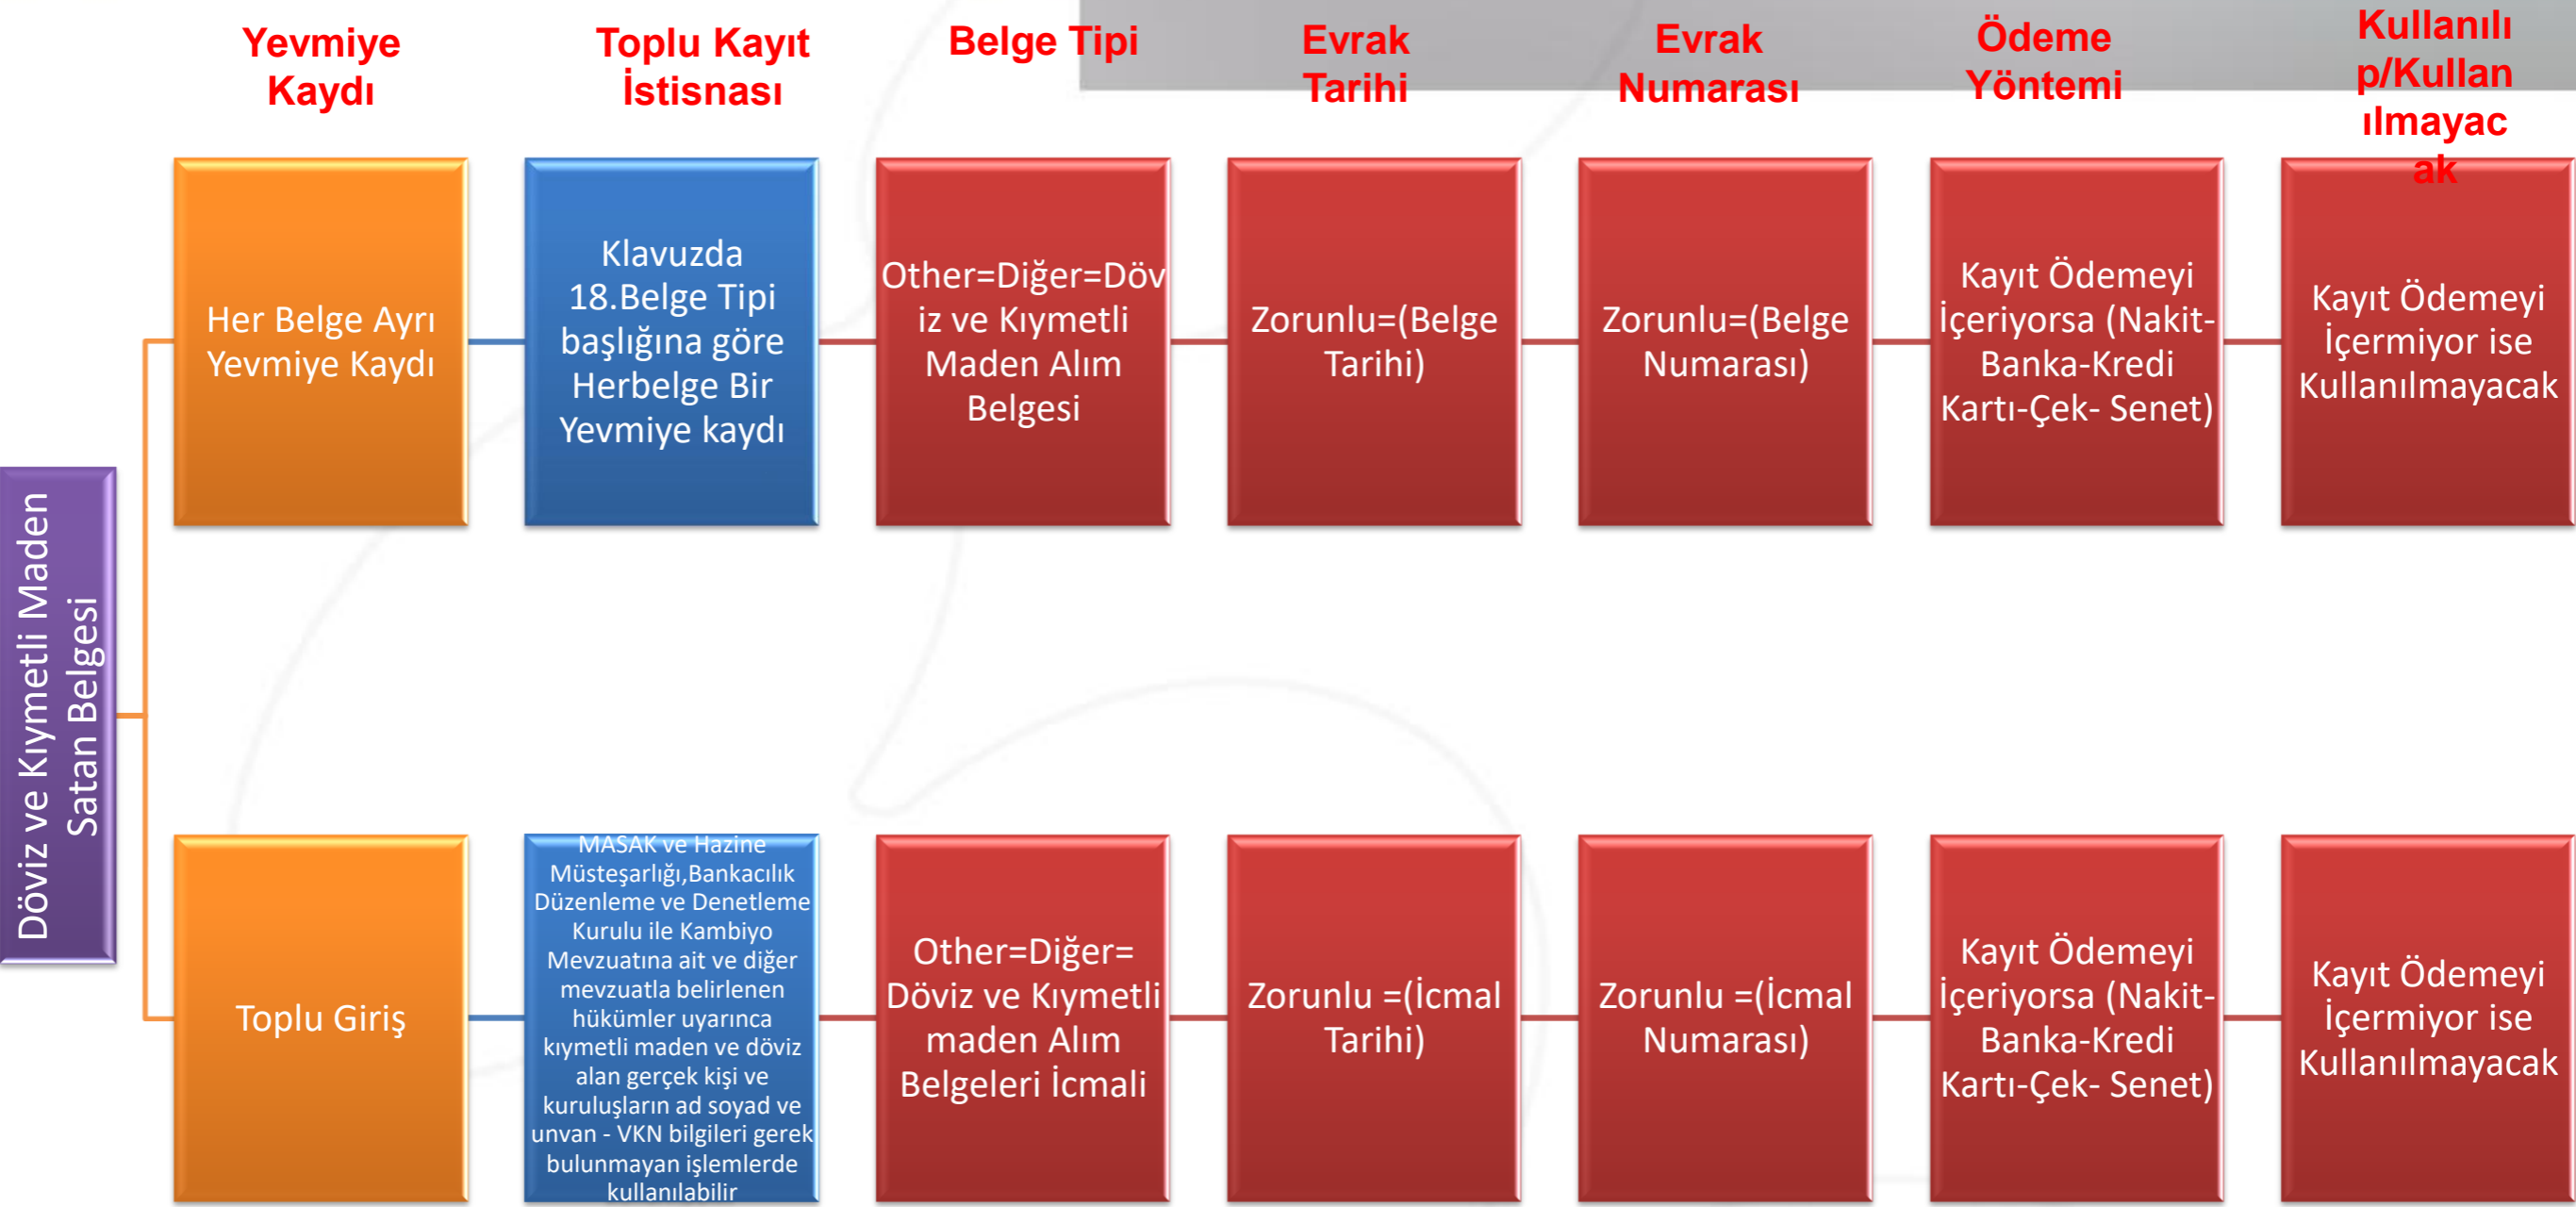 Yevmiye
Kaydı
Toplu Kayıt
İstisnası
Belge Tipi
Evrak
Tarihi
Evrak
Numarası
Ödeme
Yöntemi
Kullanılı
p/Kullan
ılmayac
ak
Döviz ve Kıymetli Maden
Satan Belgesi
Her Belge Ayrı
Yevmiye Kaydı
Klavuzda
18.Belge Tipi
başlığına göre
Herbelge Bir
Yevmiye kaydı
Other=Diğer=Döv
iz ve Kıymetli
Maden Alım
Belgesi
Zorunlu=(Belge
Tarihi)
Zorunlu=(Belge
Numarası)
Kayıt Ödemeyi
İçeriyorsa (Nakit-
Banka-Kredi
Kartı-Çek- Senet)
Kayıt Ödemeyi
İçermiyor ise
Kullanılmayacak
Toplu Giriş
MASAK ve Hazine
Müsteşarlığı,Bankacılık
Düzenleme ve Denetleme
Kurulu ile Kambiyo
Mevzuatına ait ve diğer
mevzuatla belirlenen
hükümler uyarınca
kıymetli maden ve döviz
alan gerçek kişi ve
kuruluşların ad soyad ve
unvan - VKN bilgileri gerek
bulunmayan işlemlerde
kullanılabilir
Other=Diğer=
Döviz ve Kıymetli
maden Alım
Belgeleri İcmali
Zorunlu =(İcmal
Tarihi)
Zorunlu =(İcmal
Numarası)
Kayıt Ödemeyi
İçeriyorsa (Nakit-
Banka-Kredi
Kartı-Çek- Senet)
Kayıt Ödemeyi
İçermiyor ise
Kullanılmayacak